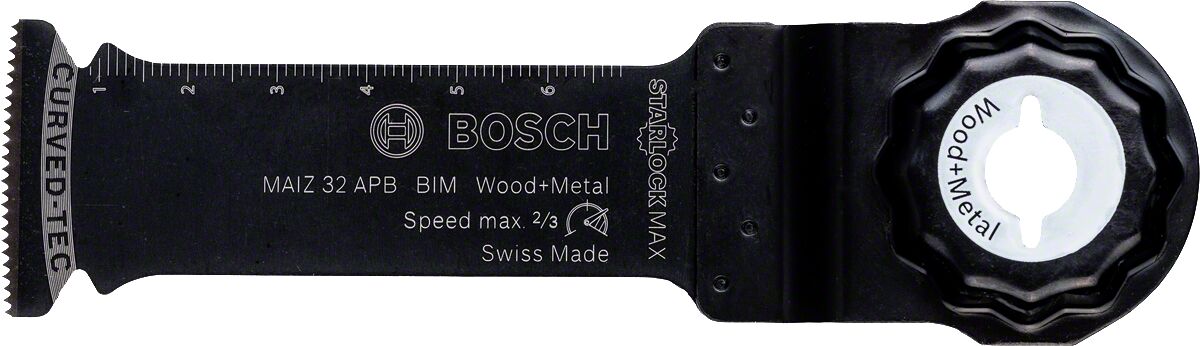 CURVED-TEC
1 2 3 4 5 6
BOSCH
MAIZ 32 APB BIM Wood+Metal
Speed max. 2/3
Swiss Made
STARLOCK MAX
Wood+Metal